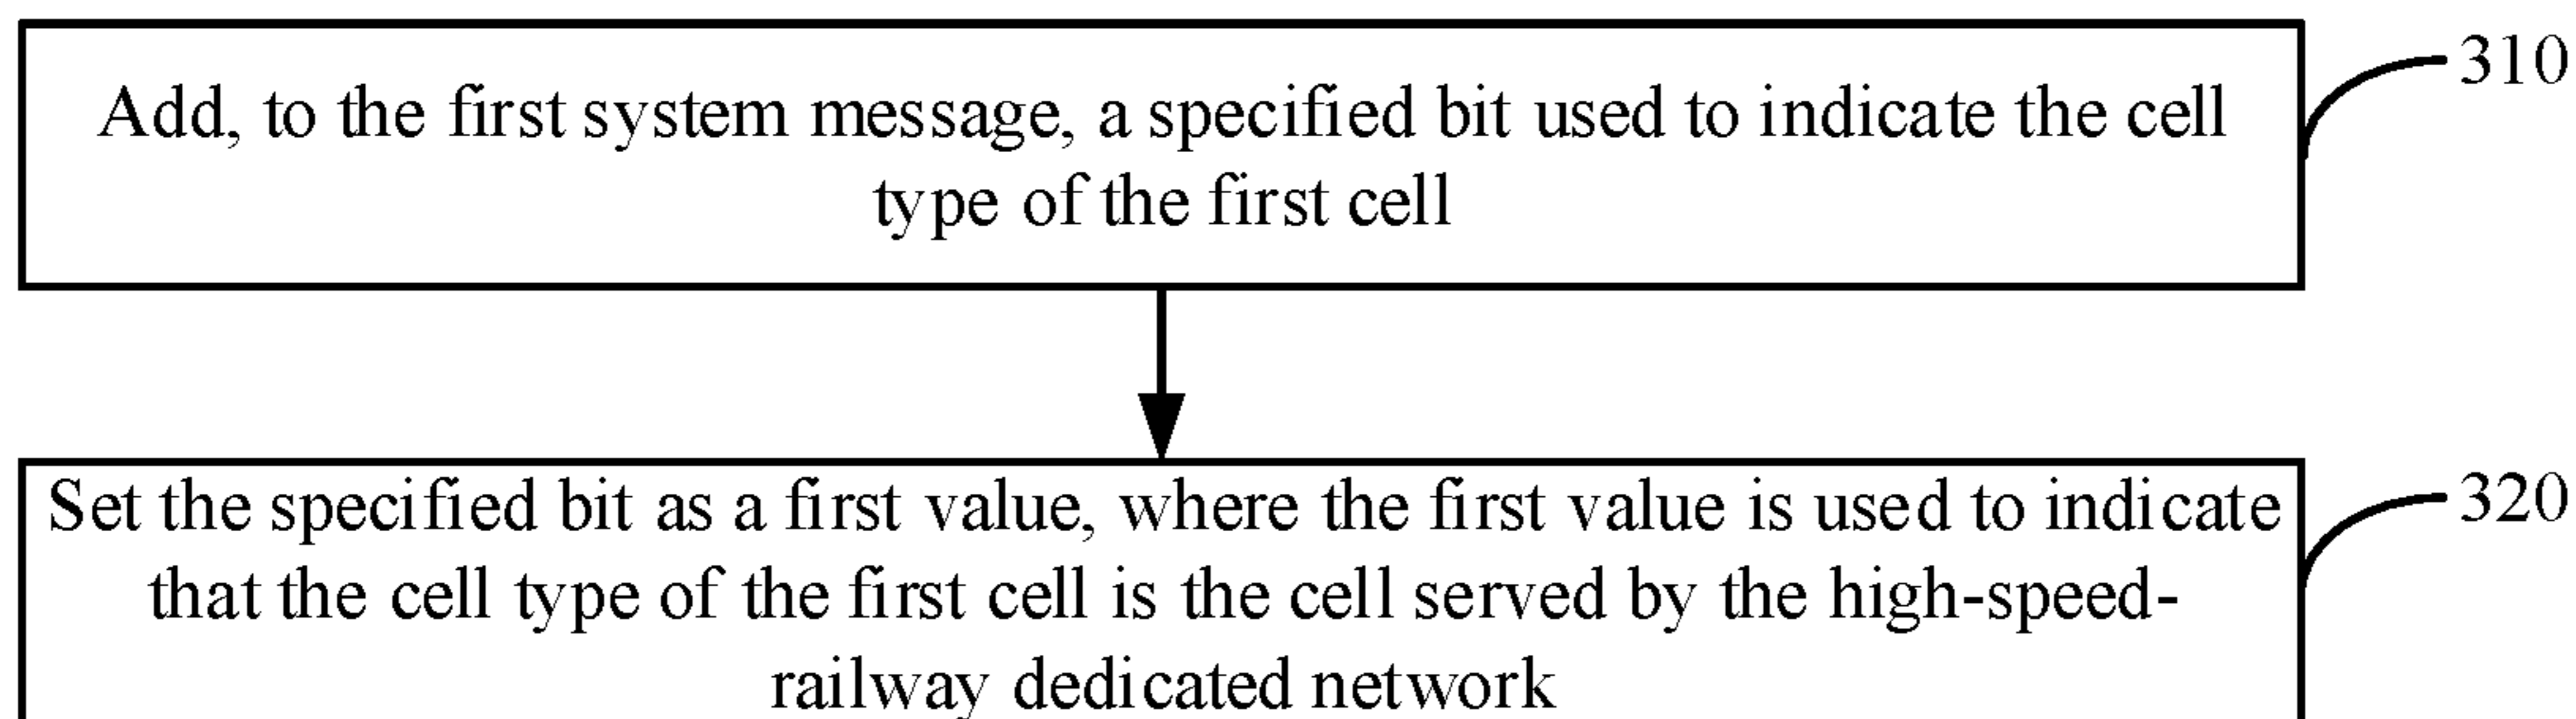 Add, to the first system message, a specified bit used to indicate the cell
type of the first cell
310
Set the specified bit as a first value, where the first value is used to indicate
that the cell type of the first cell is the cell served by the high-speed-
railway dedicated network
320